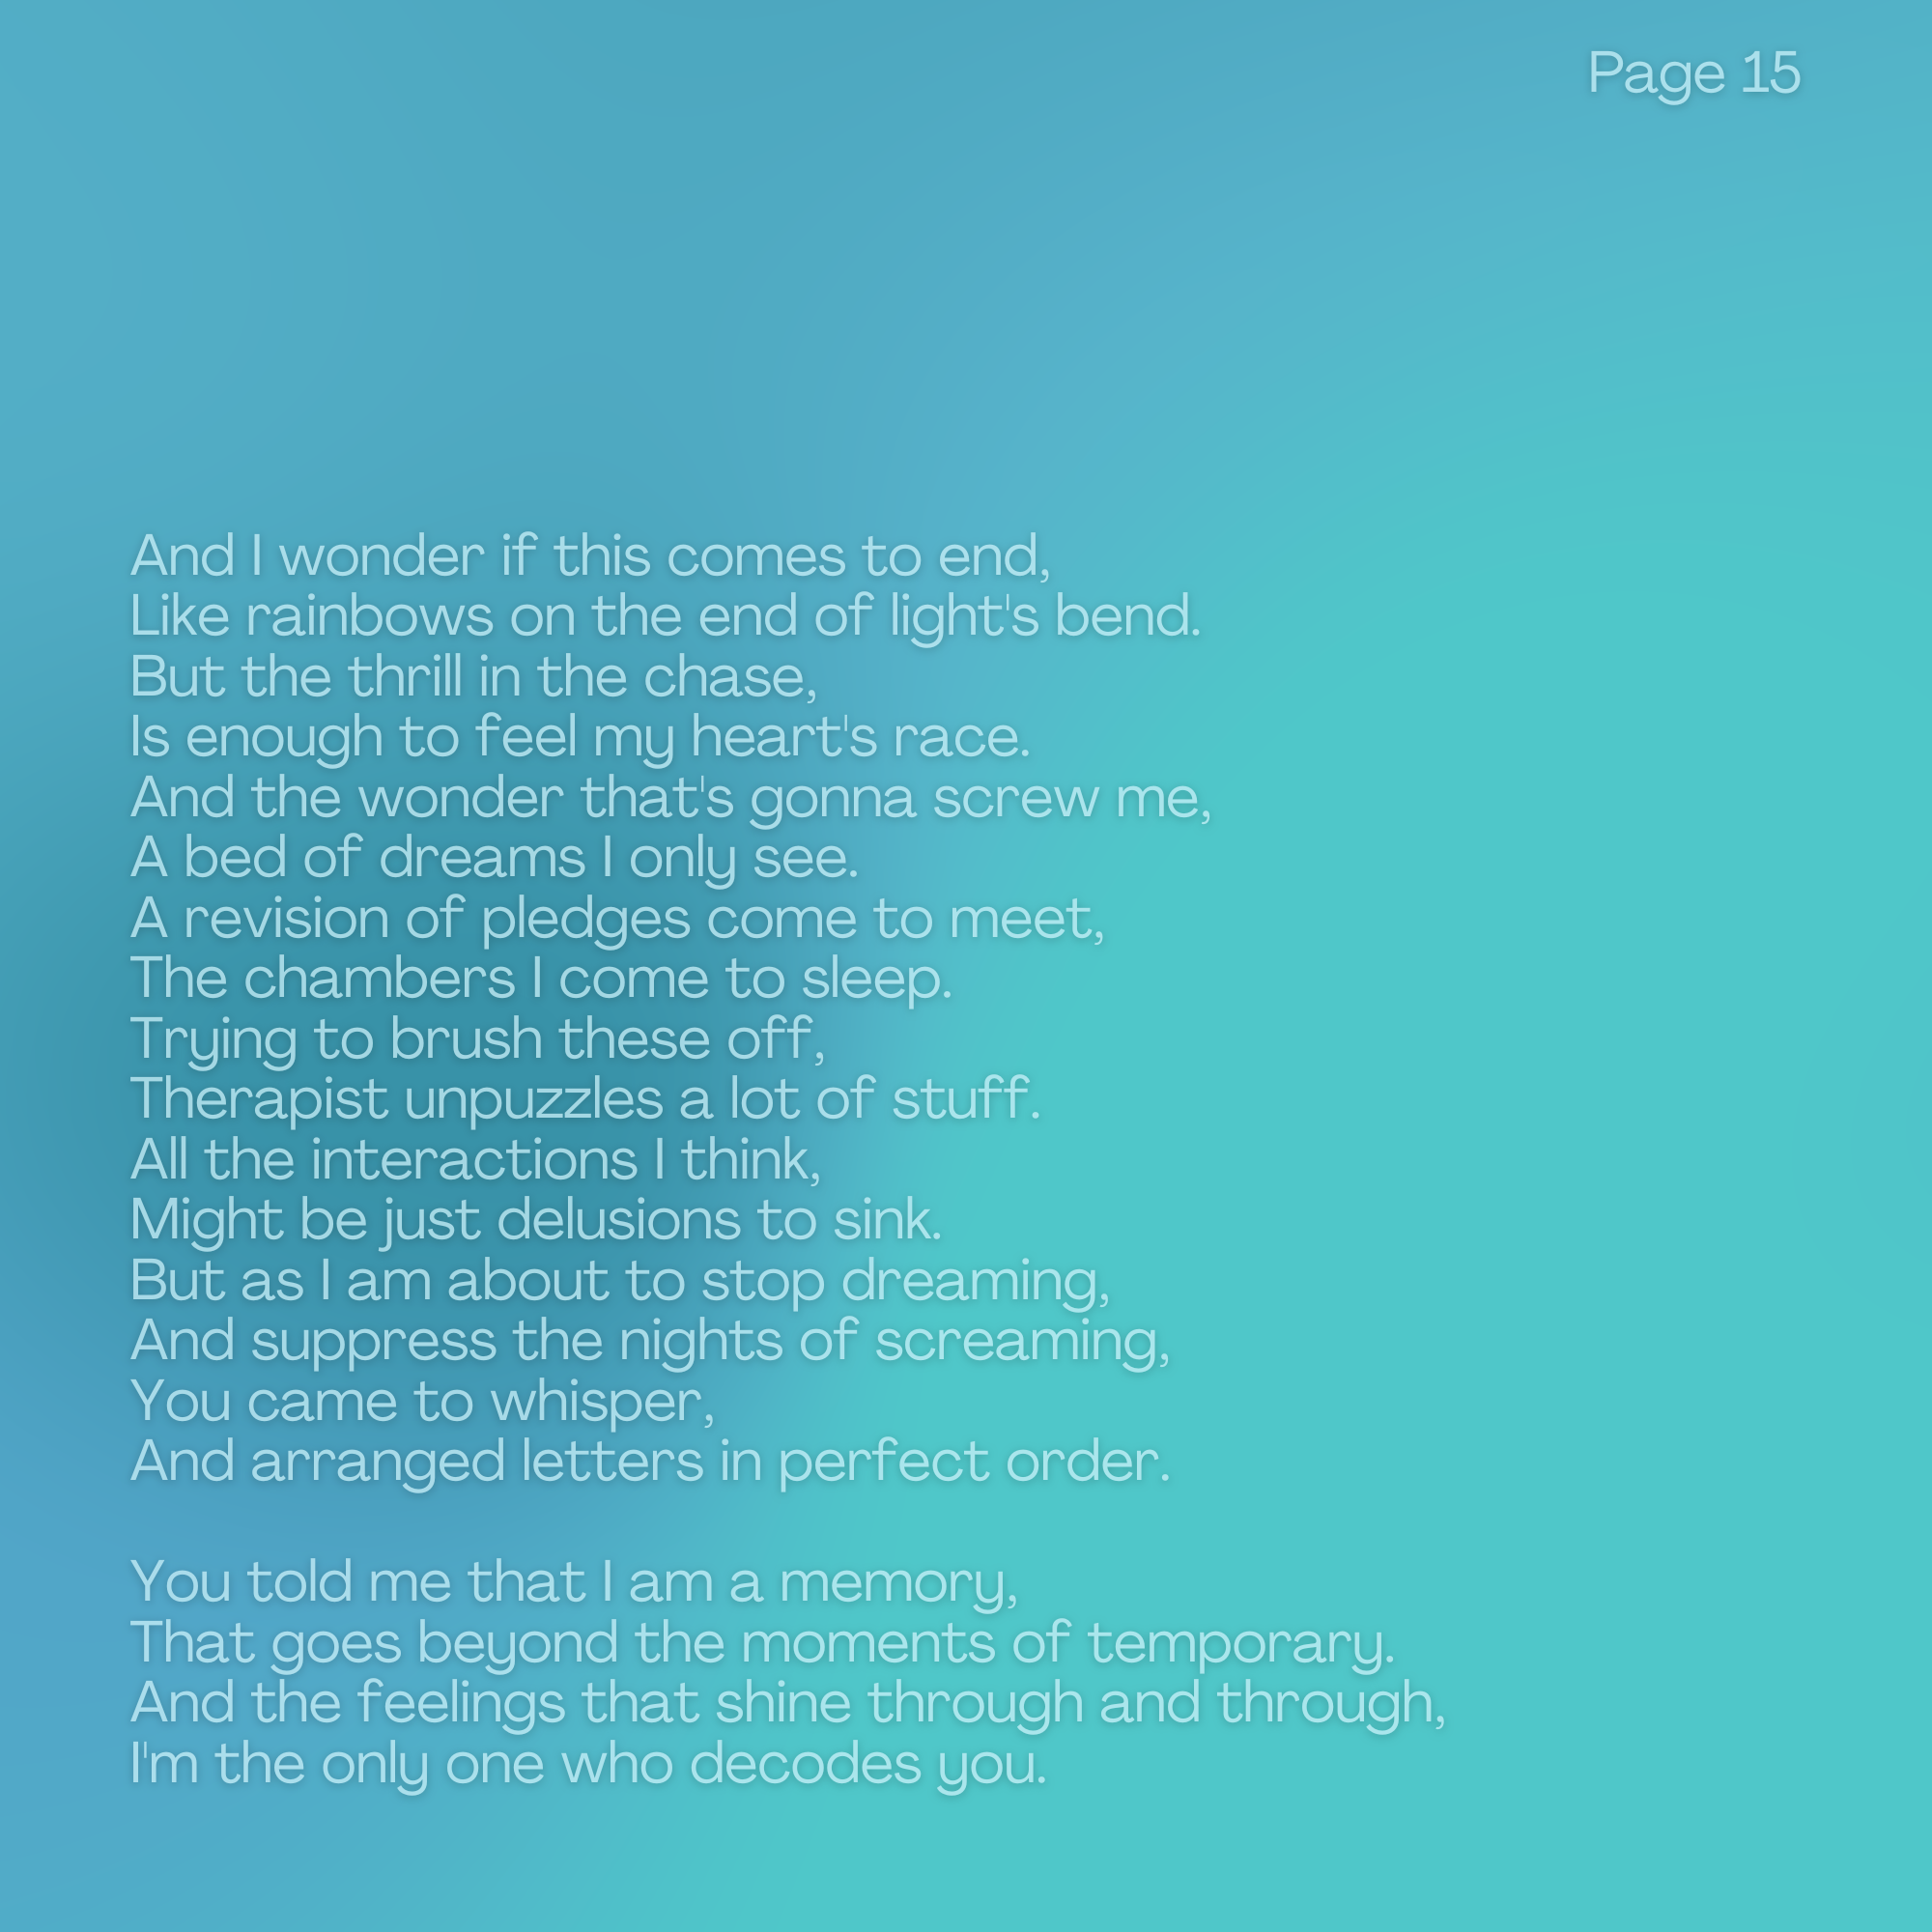 Page 15
And I wonder if this comes to end,
Like rainbows on the end of light's bend.
But the thrill in the chase,
Is enough to feel my heart's race.
And the wonder that's gonna screw me,
A bed of dreams I only see.
A revision of pledges come to meet,
The chambers I come to sleep.
Trying to brush these off,
Therapist unpuzzles a lot of stuff.
All the interactions I think,
Might be just delusions to sink.
But as I am about to stop dreaming,
And suppress the nights of screaming,
You came to whisper,
And arranged letters in perfect order.

You told me that I am a memory,
That goes beyond the moments of temporary.
And the feelings that shine through and through,
I'm the only one who decodes you.